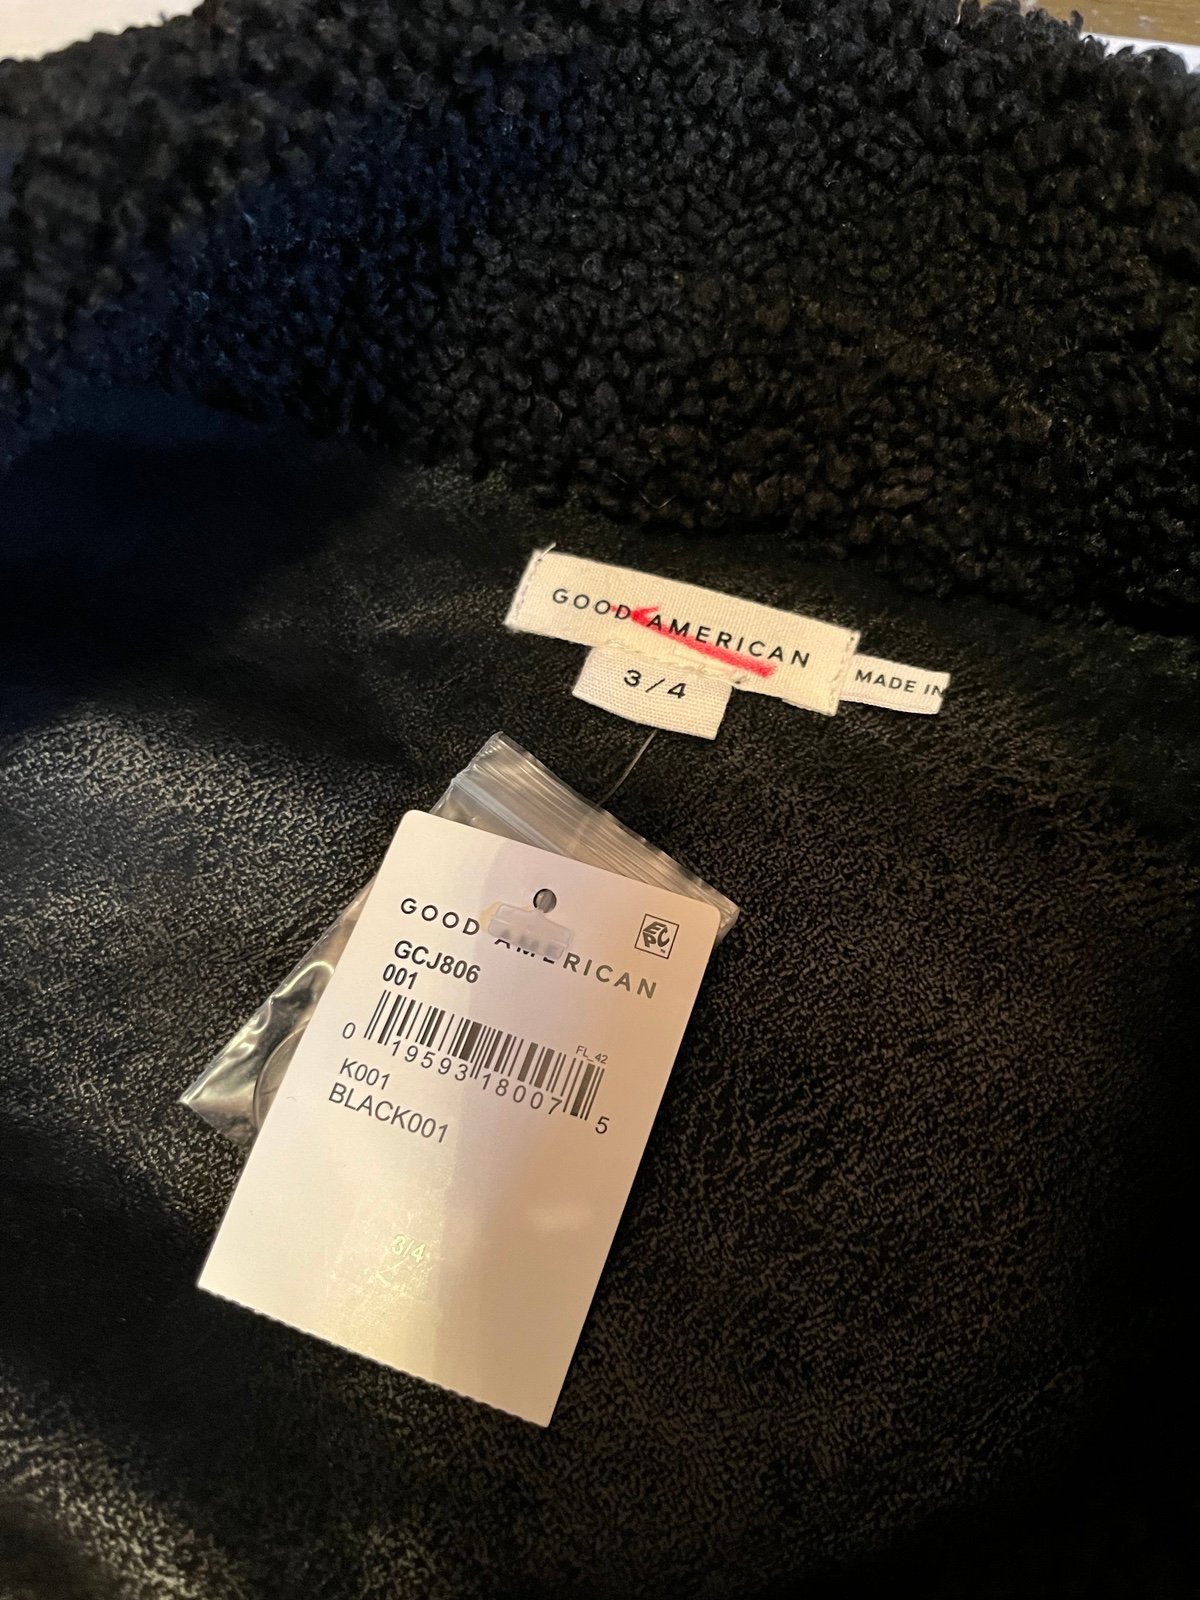 GOOD AMERICAN
3/4
MADE IN
GOOD AMERICAN
EPIC
GCJ806
001
FL_42
0 19593 18007 5
K001
BLACK001
3/4